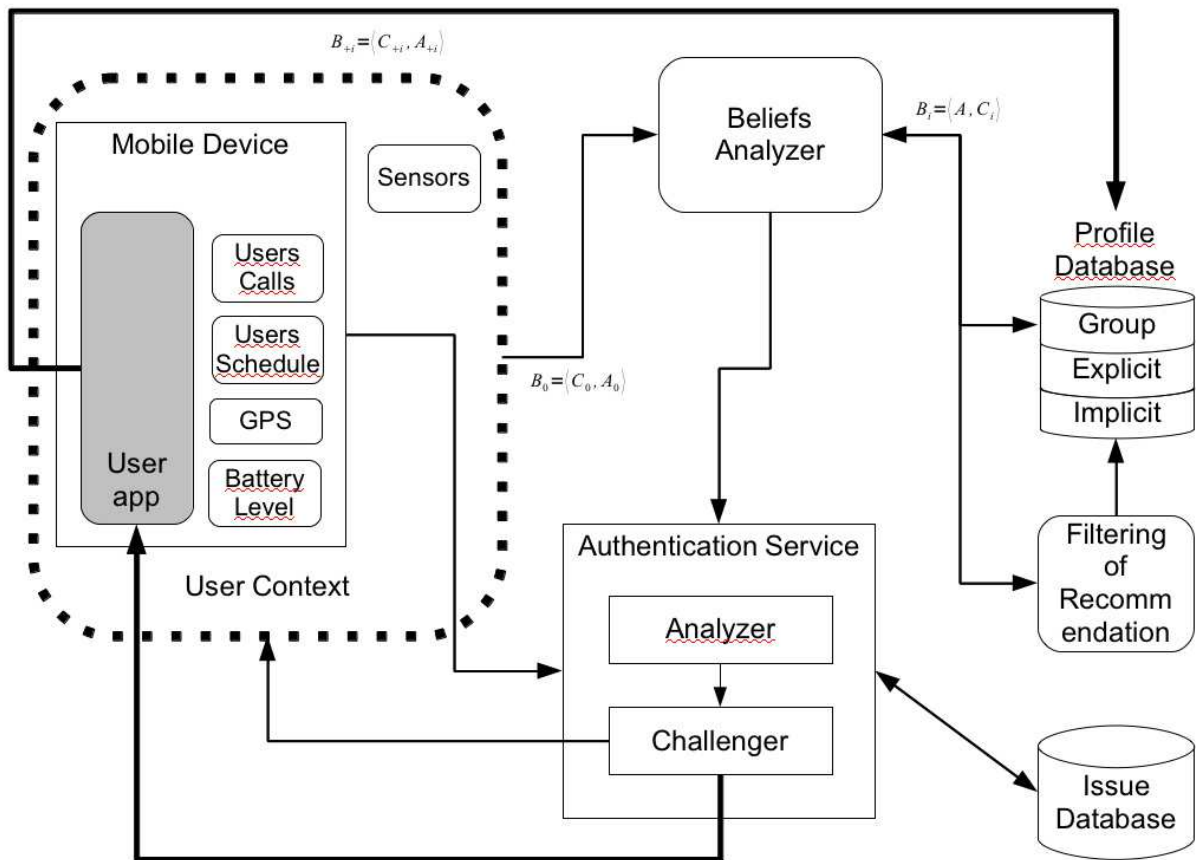 B₊ᵢ=⟨C₊ᵢ, A₊ᵢ⟩
Mobile Device
Sensors
Users
Calls
Users
Schedule
GPS
Battery
Level
User
app
User Context
B₀=⟨C₀, A₀⟩
Beliefs
Analyzer
Bᵢ=⟨A, Cᵢ⟩
Profile
Database
Group
Explicit
Implicit
Filtering
of
Recomm
endation
Authentication Service
Analyzer
Challenger
Issue
Database